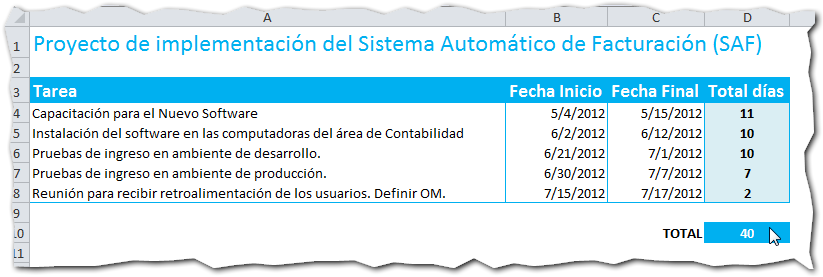 A B C D
1 Proyecto de implementación del Sistema Automático de Facturación (SAF)
2
3 Tarea Fecha Inicio Fecha Final Total días
4 Capacitación para el Nuevo Software 5/4/2012 5/15/2012 11
5 Instalación del software en las computadoras del área de Contabilidad 6/2/2012 6/12/2012 10
6 Pruebas de ingreso en ambiente de desarrollo. 6/21/2012 7/1/2012 10
7 Pruebas de ingreso en ambiente de producción. 6/30/2012 7/7/2012 7
8 Reunión para recibir retroalimentación de los usuarios. Definir OM. 7/15/2012 7/17/2012 2
9
10 TOTAL 40
11